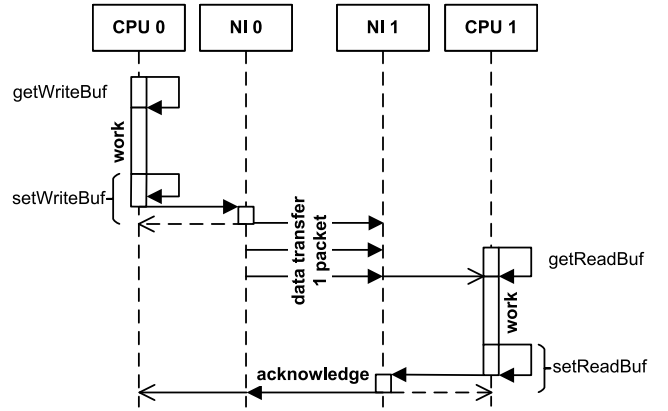 CPU 0
NI 0
NI 1
CPU 1
getWriteBuf
work
setWriteBuf
data transfer
1 packet
getReadBuf
work
setReadBuf
acknowledge